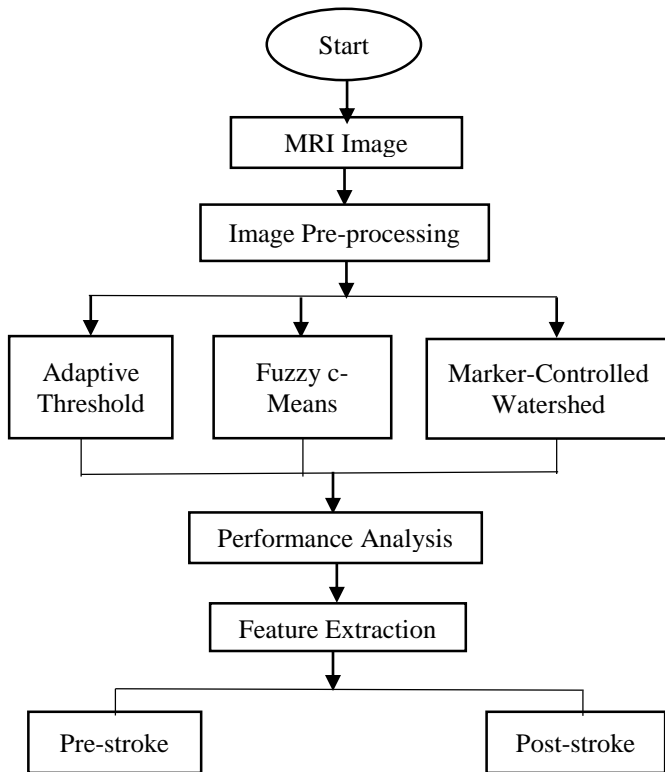 Start
MRI Image
Image Pre-processing
Adaptive
Threshold
Fuzzy c-
Means
Marker-Controlled
Watershed
Performance Analysis
Feature Extraction
Pre-stroke
Post-stroke